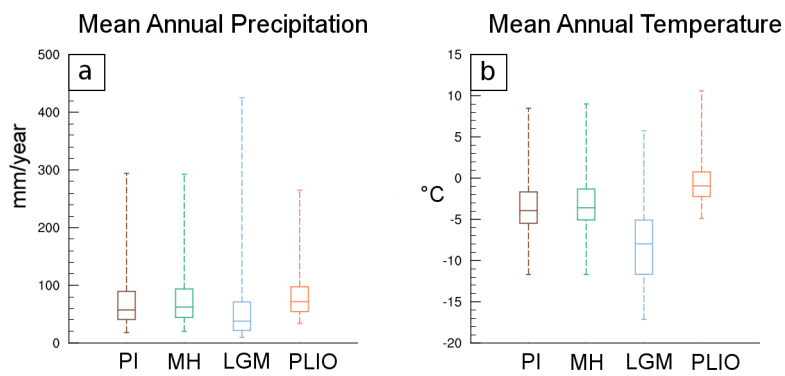 Mean Annual Precipitation
a
mm/year
500
400
300
200
100
0
PI MH LGM PLIO
Mean Annual Temperature
b
°C
15
10
5
0
-5
-10
-15
-20
PI MH LGM PLIO